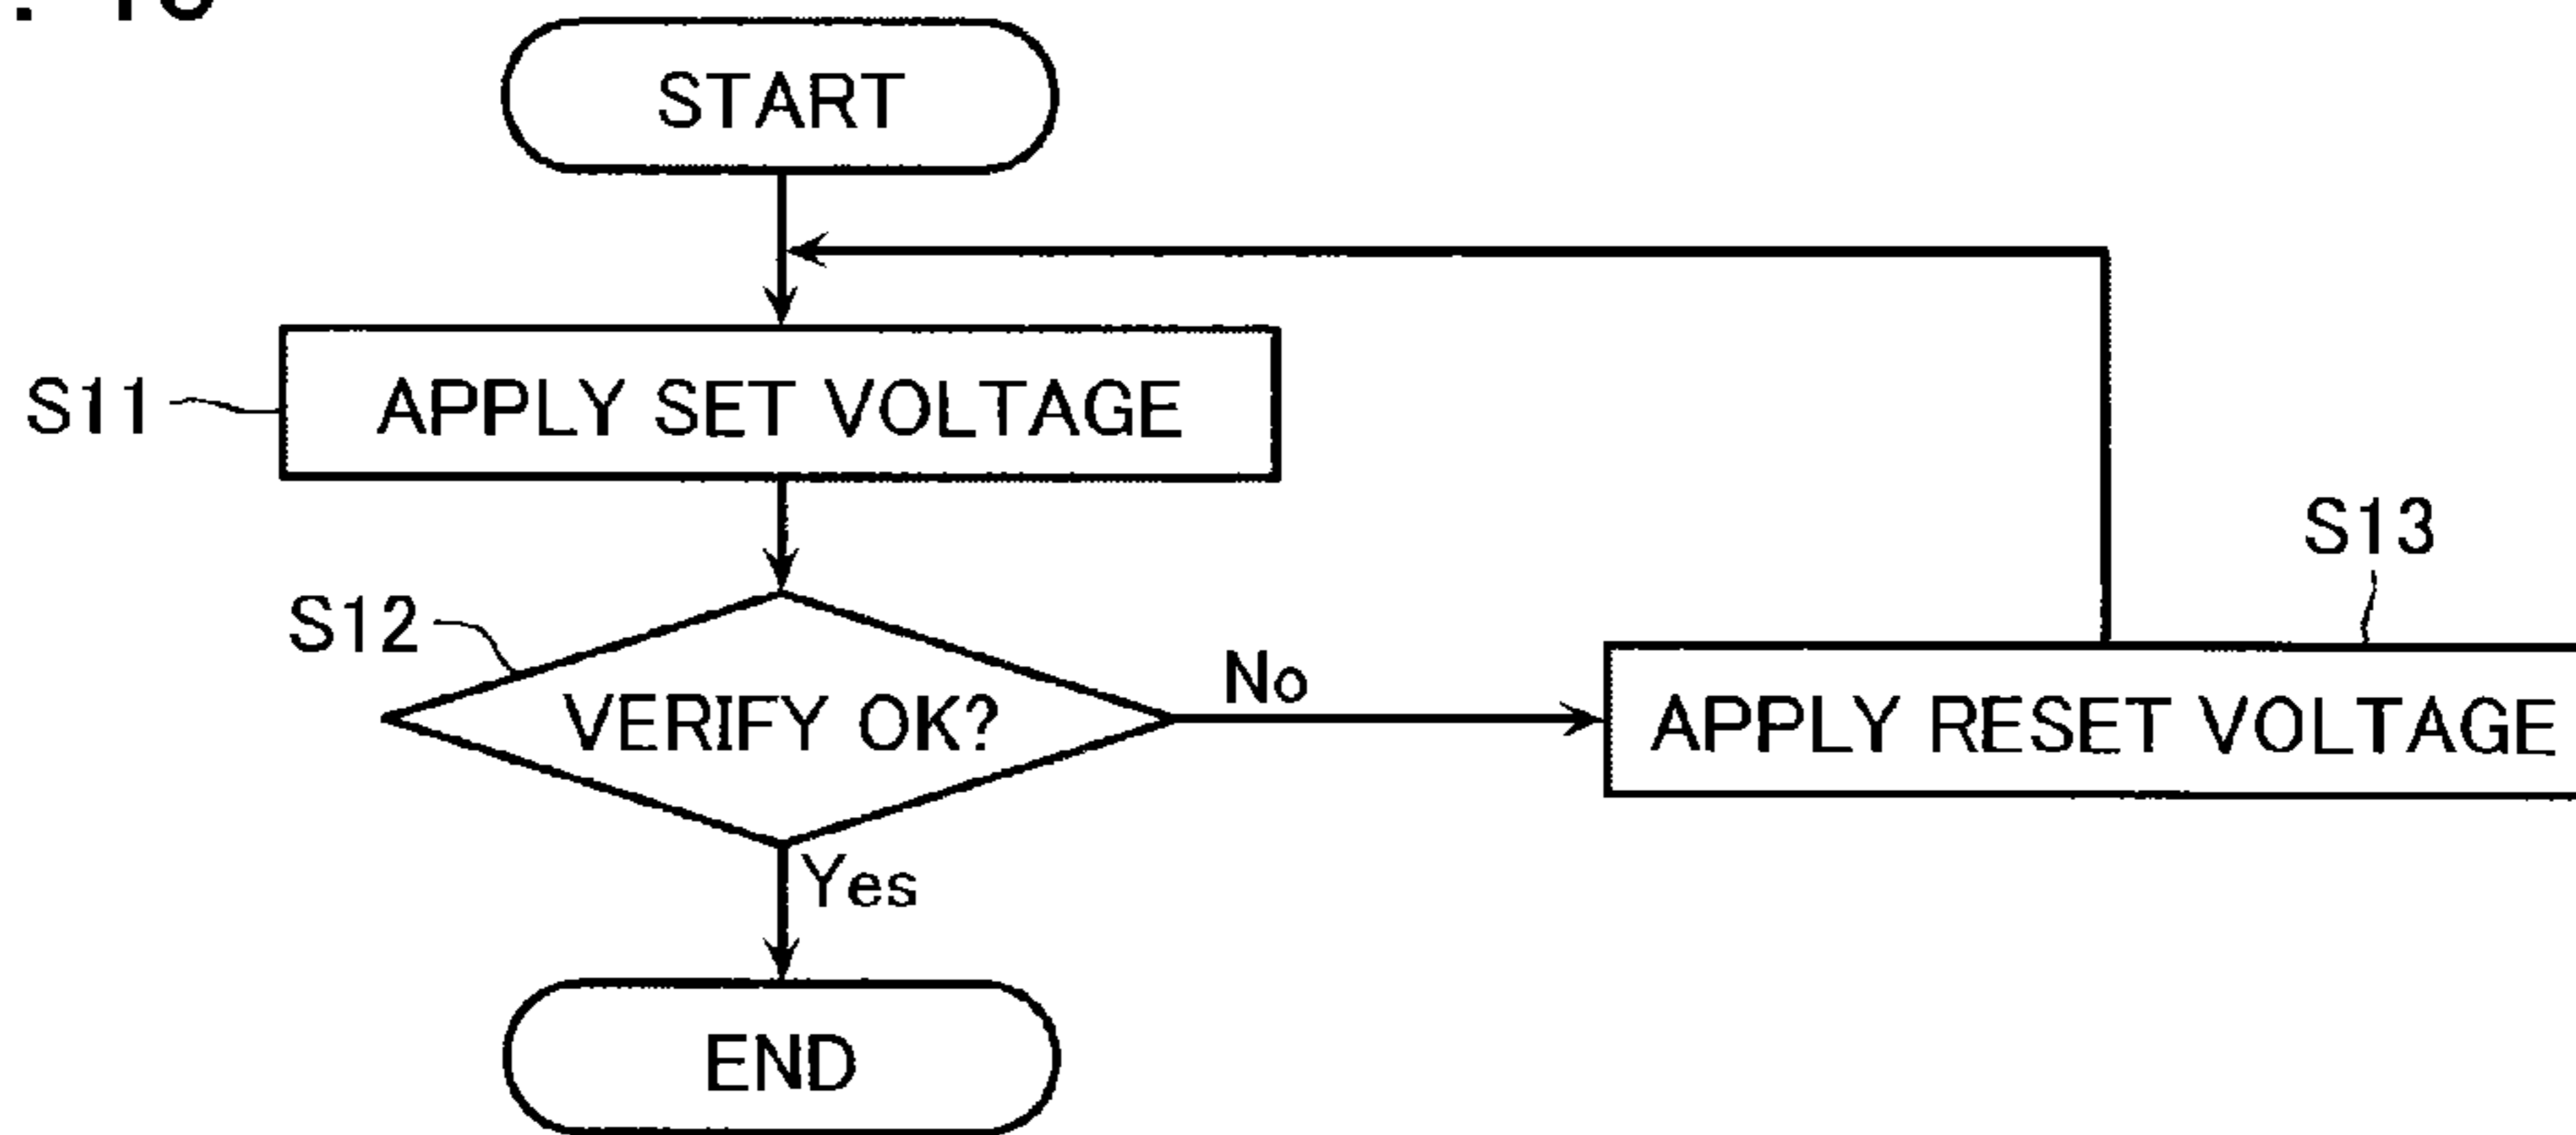 START
S11
APPLY SET VOLTAGE
S12
VERIFY OK?
No
S13
APPLY RESET VOLTAGE
Yes
END